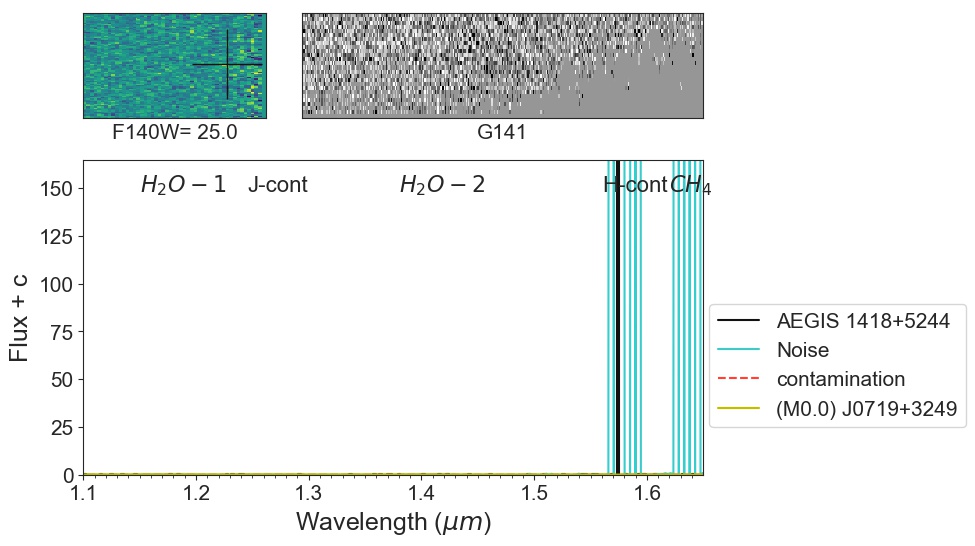 F140W= 25.0
G141
H₂O − 1
J-cont
H₂O − 2
H-cont
CH₄
150
125
100
75
50
25
0
Flux + c
1.1
1.2
1.3
1.4
1.5
1.6
Wavelength (μm)
AEGIS 1418+5244
Noise
contamination
(M0.0) J0719+3249